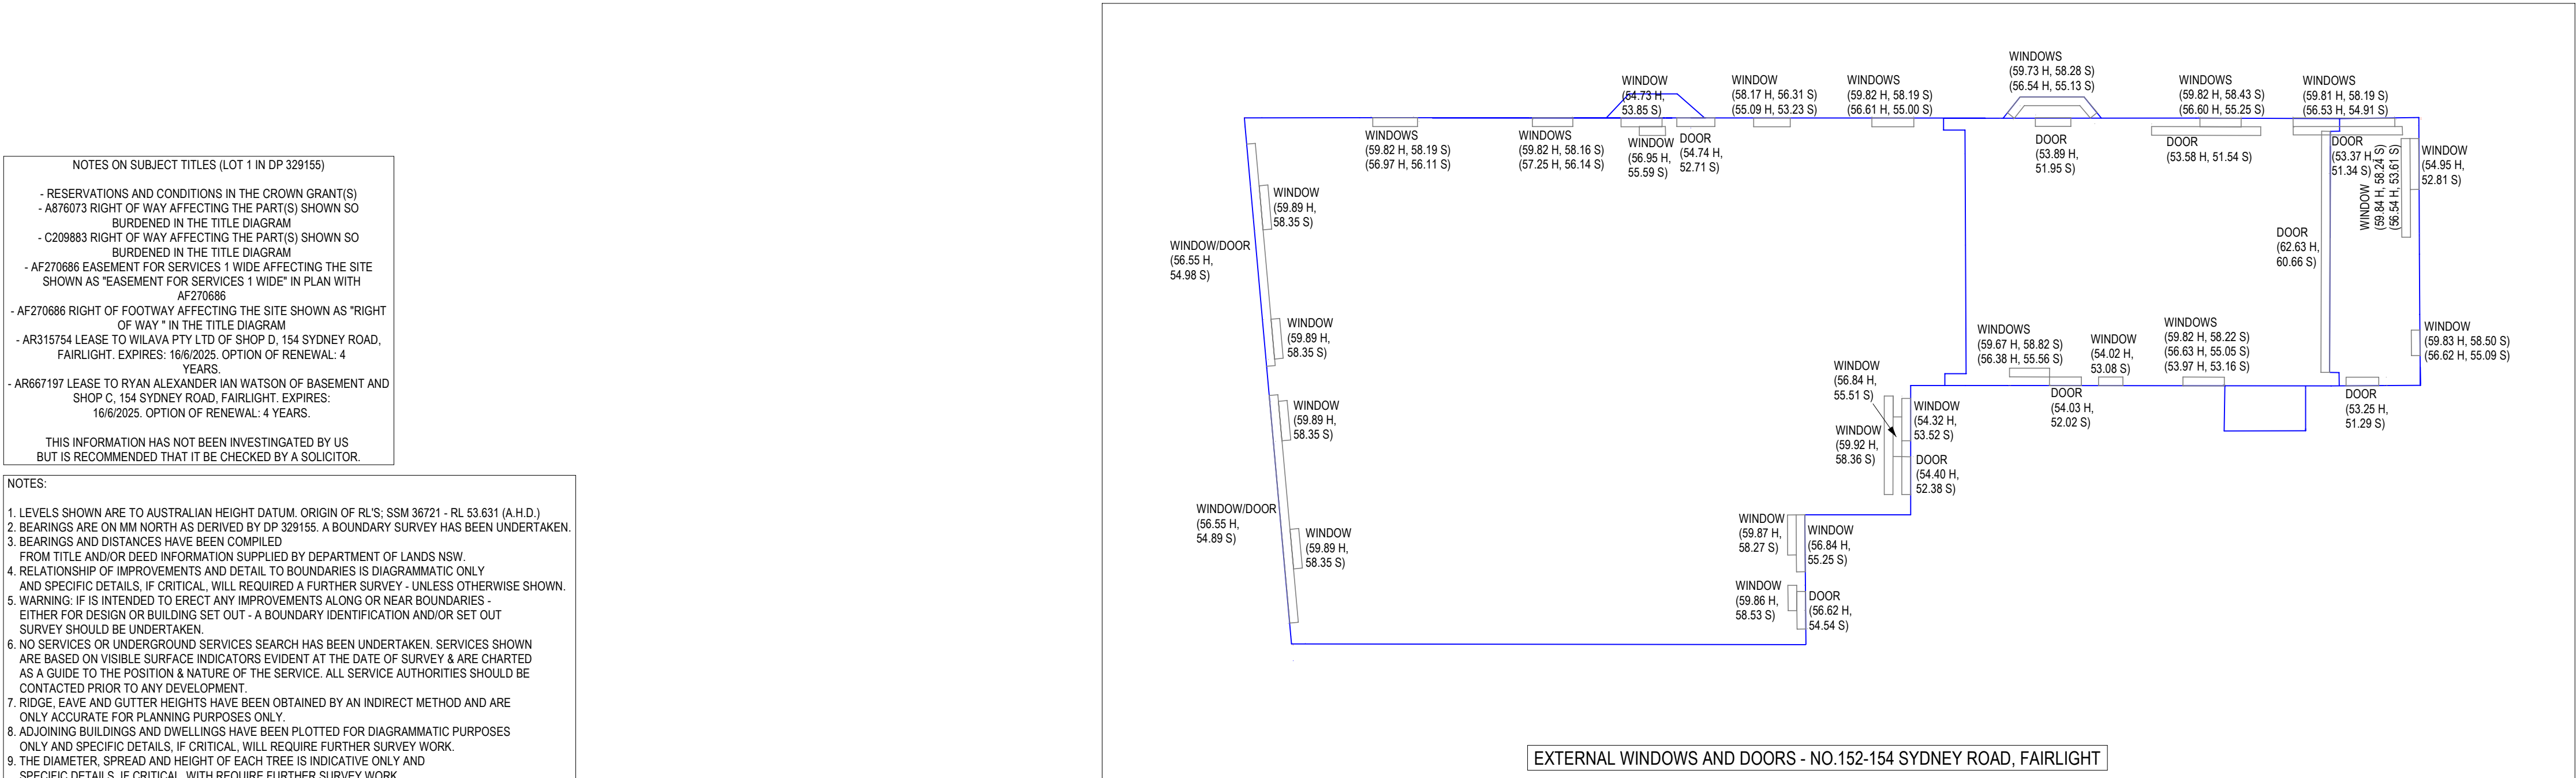 NOTES ON SUBJECT TITLES (LOT 1 IN DP 329155)
- RESERVATIONS AND CONDITIONS IN THE CROWN GRANT(S)
- A876073 RIGHT OF WAY AFFECTING THE PART(S) SHOWN SO
BURDENED IN THE TITLE DIAGRAM
- C209883 RIGHT OF WAY AFFECTING THE PART(S) SHOWN SO
BURDENED IN THE TITLE DIAGRAM
- AF270686 EASEMENT FOR SERVICES 1 WIDE AFFECTING THE SITE
SHOWN AS "EASEMENT FOR SERVICES 1 WIDE" IN PLAN WITH
AF270686
- AF270686 RIGHT OF FOOTWAY AFFECTING THE SITE SHOWN AS "RIGHT
OF WAY " IN THE TITLE DIAGRAM
- AR315754 LEASE TO WILAVA PTY LTD OF SHOP D, 154 SYDNEY ROAD,
FAIRLIGHT. EXPIRES: 16/6/2025. OPTION OF RENEWAL: 4
YEARS.
- AR667197 LEASE TO RYAN ALEXANDER IAN WATSON OF BASEMENT AND
SHOP C, 154 SYDNEY ROAD, FAIRLIGHT. EXPIRES:
16/6/2025. OPTION OF RENEWAL: 4 YEARS.
THIS INFORMATION HAS NOT BEEN INVESTINGATED BY US
BUT IS RECOMMENDED THAT IT BE CHECKED BY A SOLICITOR.
NOTES:
1. LEVELS SHOWN ARE TO AUSTRALIAN HEIGHT DATUM. ORIGIN OF RL'S; SSM 36721 - RL 53.631 (A.H.D.)
2. BEARINGS ARE ON MM NORTH AS DERIVED BY DP 329155. A BOUNDARY SURVEY HAS BEEN UNDERTAKEN.
3. BEARINGS AND DISTANCES HAVE BEEN COMPILED
FROM TITLE AND/OR DEED INFORMATION SUPPLIED BY DEPARTMENT OF LANDS NSW.
4. RELATIONSHIP OF IMPROVEMENTS AND DETAIL TO BOUNDARIES IS DIAGRAMMATIC ONLY
AND SPECIFIC DETAILS, IF CRITICAL, WILL REQUIRED A FURTHER SURVEY - UNLESS OTHERWISE SHOWN.
5. WARNING: IF IS INTENDED TO ERECT ANY IMPROVEMENTS ALONG OR NEAR BOUNDARIES -
EITHER FOR DESIGN OR BUILDING SET OUT - A BOUNDARY IDENTIFICATION AND/OR SET OUT
SURVEY SHOULD BE UNDERTAKEN.
6. NO SERVICES OR UNDERGROUND SERVICES SEARCH HAS BEEN UNDERTAKEN. SERVICES SHOWN
ARE BASED ON VISIBLE SURFACE INDICATORS EVIDENT AT THE DATE OF SURVEY & ARE CHARTED
AS A GUIDE TO THE POSITION & NATURE OF THE SERVICE. ALL SERVICE AUTHORITIES SHOULD BE
CONTACTED PRIOR TO ANY DEVELOPMENT.
7. RIDGE, EAVE AND GUTTER HEIGHTS HAVE BEEN OBTAINED BY AN INDIRECT METHOD AND ARE
ONLY ACCURATE FOR PLANNING PURPOSES ONLY.
8. ADJOINING BUILDINGS AND DWELLINGS HAVE BEEN PLOTTED FOR DIAGRAMMATIC PURPOSES
ONLY AND SPECIFIC DETAILS, IF CRITICAL, WILL REQUIRE FURTHER SURVEY WORK.
9. THE DIAMETER, SPREAD AND HEIGHT OF EACH TREE IS INDICATIVE ONLY AND
SPECIFIC DETAILS, IF CRITICAL, WITH REQUIRE FURTHER SURVEY WORK
WINDOW
(54.73 H,
53.85 S)
WINDOW
(58.17 H, 56.31 S)
(55.09 H, 53.23 S)
WINDOWS
(59.82 H, 58.19 S)
(56.61 H, 55.00 S)
WINDOWS
(59.73 H, 58.28 S)
(56.54 H, 55.13 S)
WINDOWS
(59.82 H, 58.43 S)
(56.60 H, 55.25 S)
WINDOWS
(59.81 H, 58.19 S)
(56.53 H, 54.91 S)
WINDOWS
(59.82 H, 58.19 S)
(56.97 H, 56.11 S)
WINDOWS
(59.82 H, 58.16 S)
(57.25 H, 56.14 S)
WINDOW
(56.95 H,
55.59 S)
DOOR
(54.74 H,
52.71 S)
DOOR
(53.89 H,
51.95 S)
DOOR
(53.58 H, 51.54 S)
DOOR
(53.37 H,
51.34 S)
WINDOW
(59.84 H, 58.24 S)
(56.54 H, 53.61 S)
WINDOW
(54.95 H,
52.81 S)
WINDOW
(59.89 H,
58.35 S)
WINDOW/DOOR
(56.55 H,
54.98 S)
DOOR
(62.63 H,
60.66 S)
WINDOW
(59.89 H,
58.35 S)
WINDOWS
(59.67 H, 58.82 S)
(56.38 H, 55.56 S)
WINDOW
(54.02 H,
53.08 S)
WINDOWS
(59.82 H, 58.22 S)
(56.63 H, 55.05 S)
(53.97 H, 53.16 S)
WINDOW
(59.83 H, 58.50 S)
(56.62 H, 55.09 S)
WINDOW
(56.84 H,
55.51 S)
WINDOW
(59.89 H,
58.35 S)
WINDOW
(54.32 H,
53.52 S)
DOOR
(54.03 H,
52.02 S)
DOOR
(53.25 H,
51.29 S)
WINDOW
(59.92 H,
58.36 S)
DOOR
(54.40 H,
52.38 S)
WINDOW/DOOR
(56.55 H,
54.89 S)
WINDOW
(59.89 H,
58.35 S)
WINDOW
(59.87 H,
58.27 S)
WINDOW
(56.84 H,
55.25 S)
WINDOW
(59.86 H,
58.53 S)
DOOR
(56.62 H,
54.54 S)
EXTERNAL WINDOWS AND DOORS - NO.152-154 SYDNEY ROAD, FAIRLIGHT